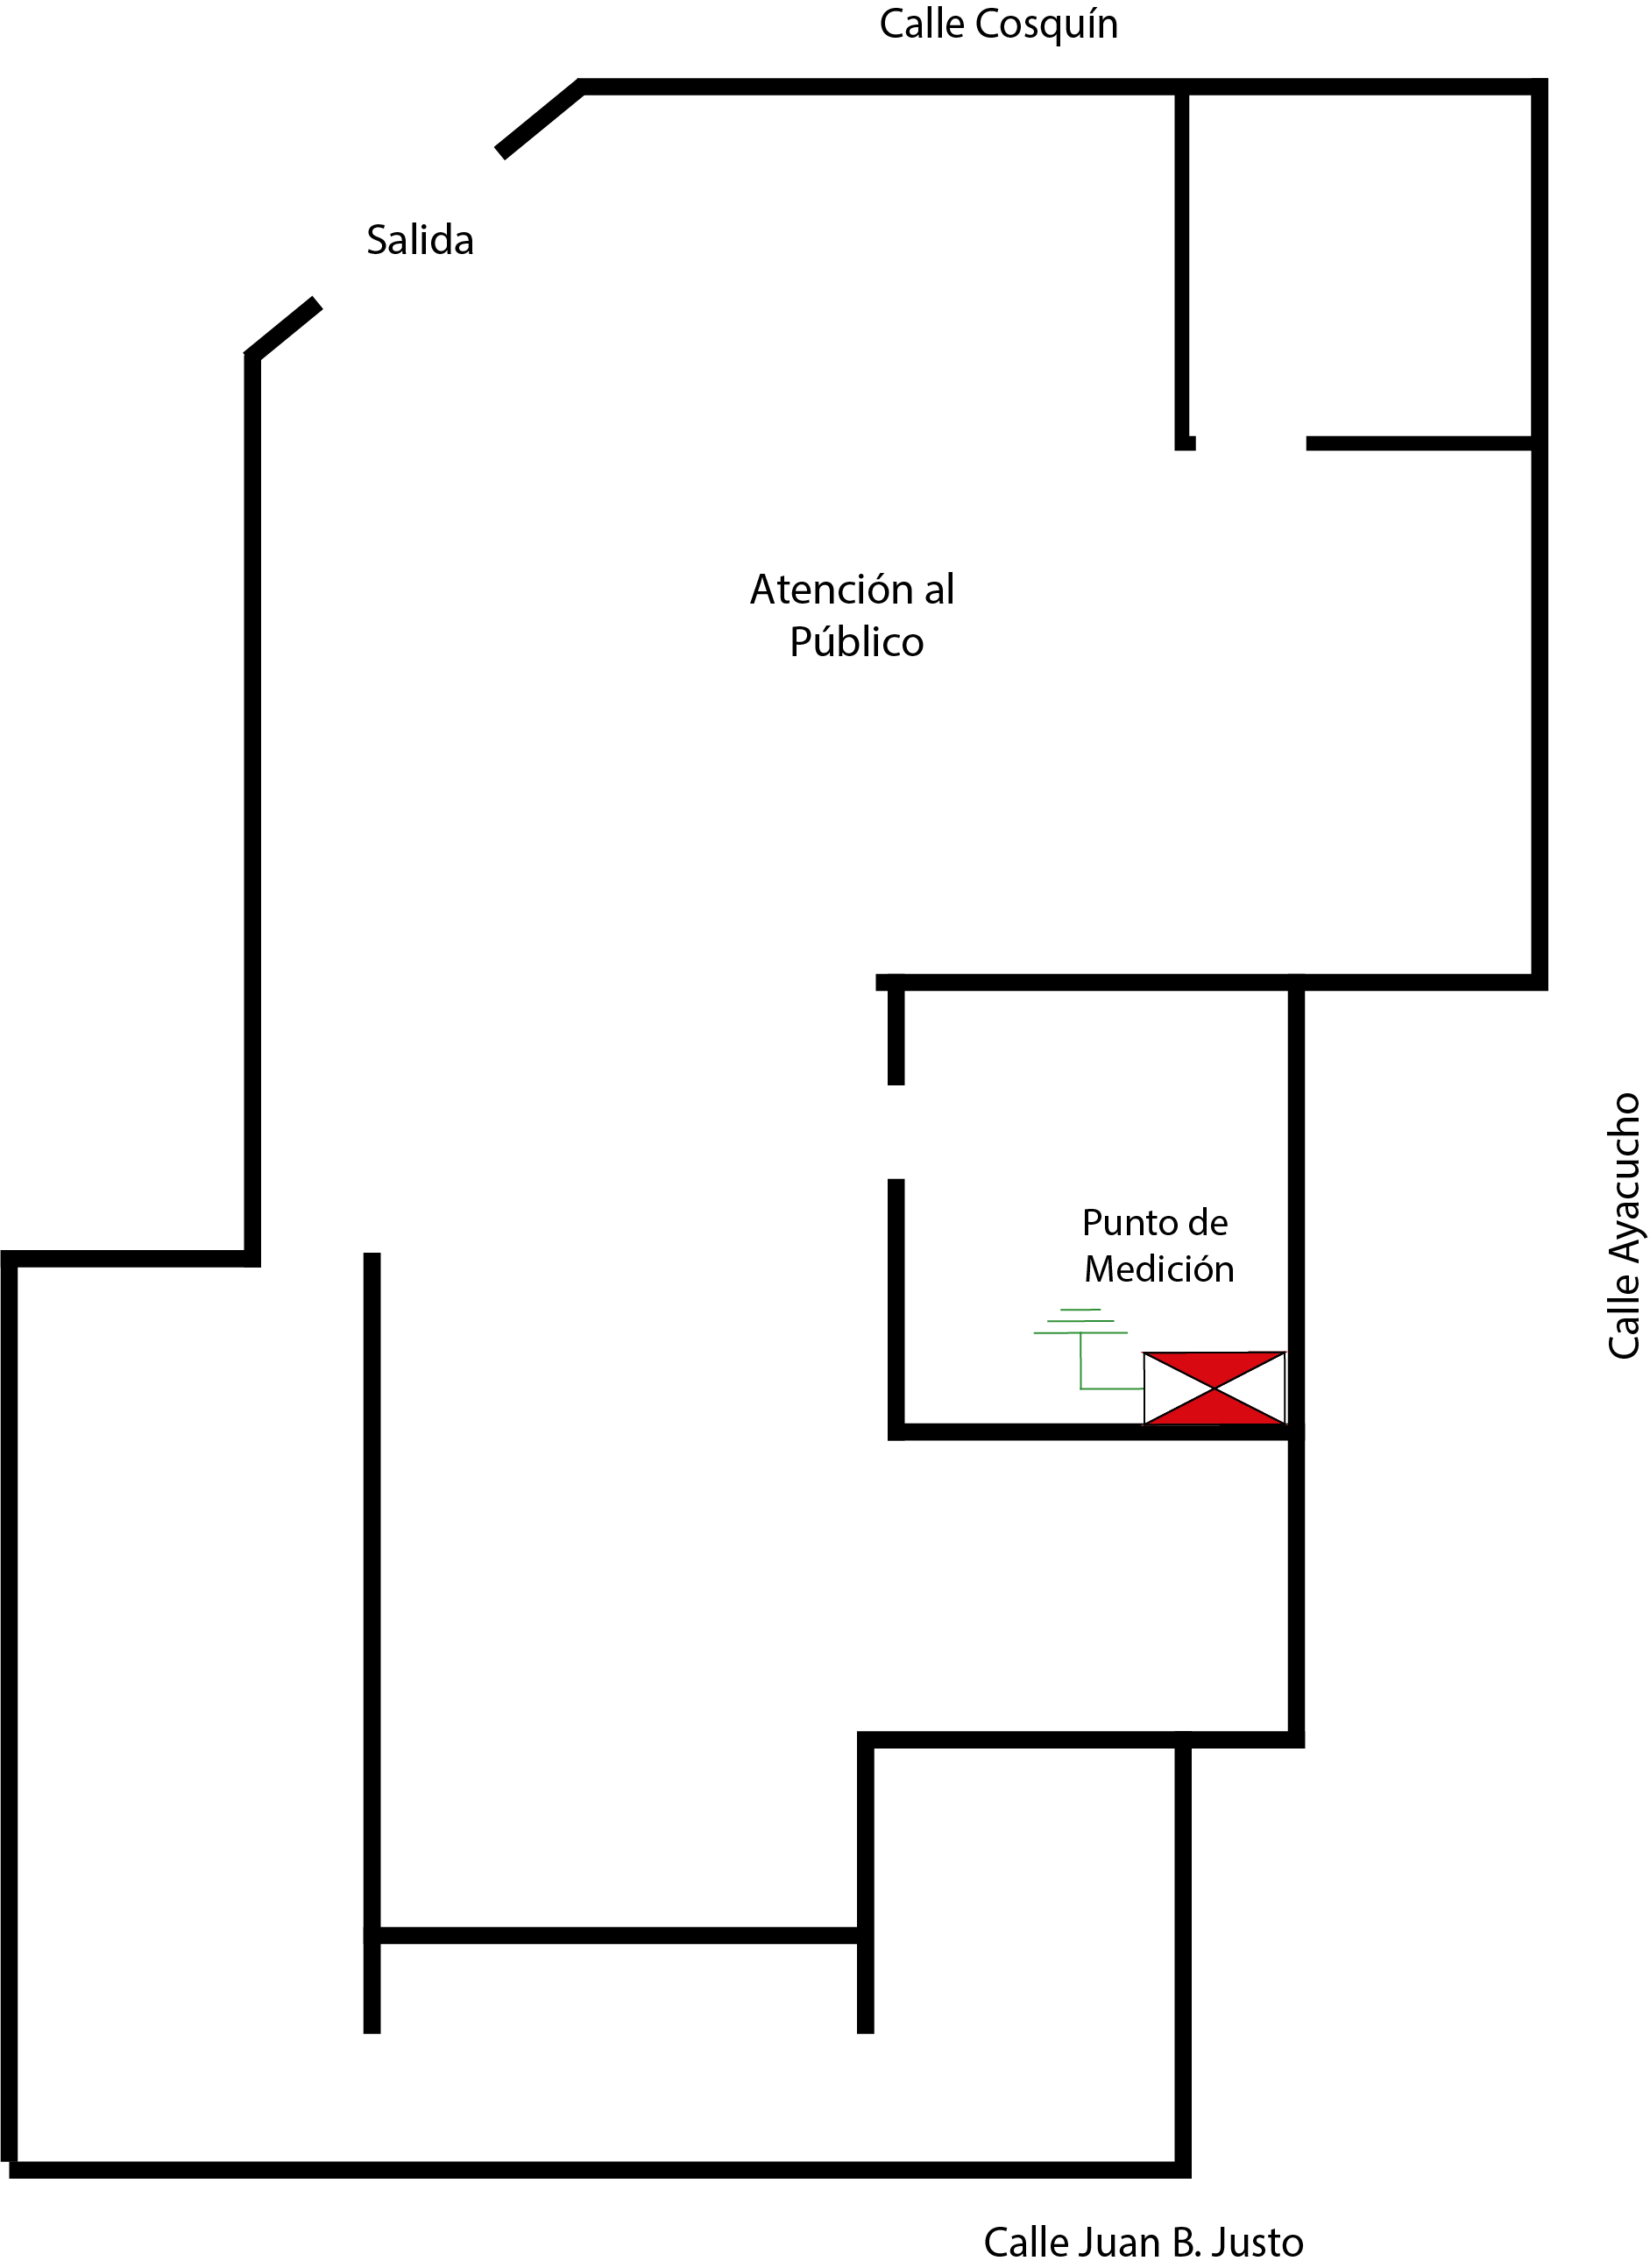 Calle Cosquín
Salida
Atención al
Público
Calle Ayacucho
Punto de
Medición
Calle Juan B. Justo